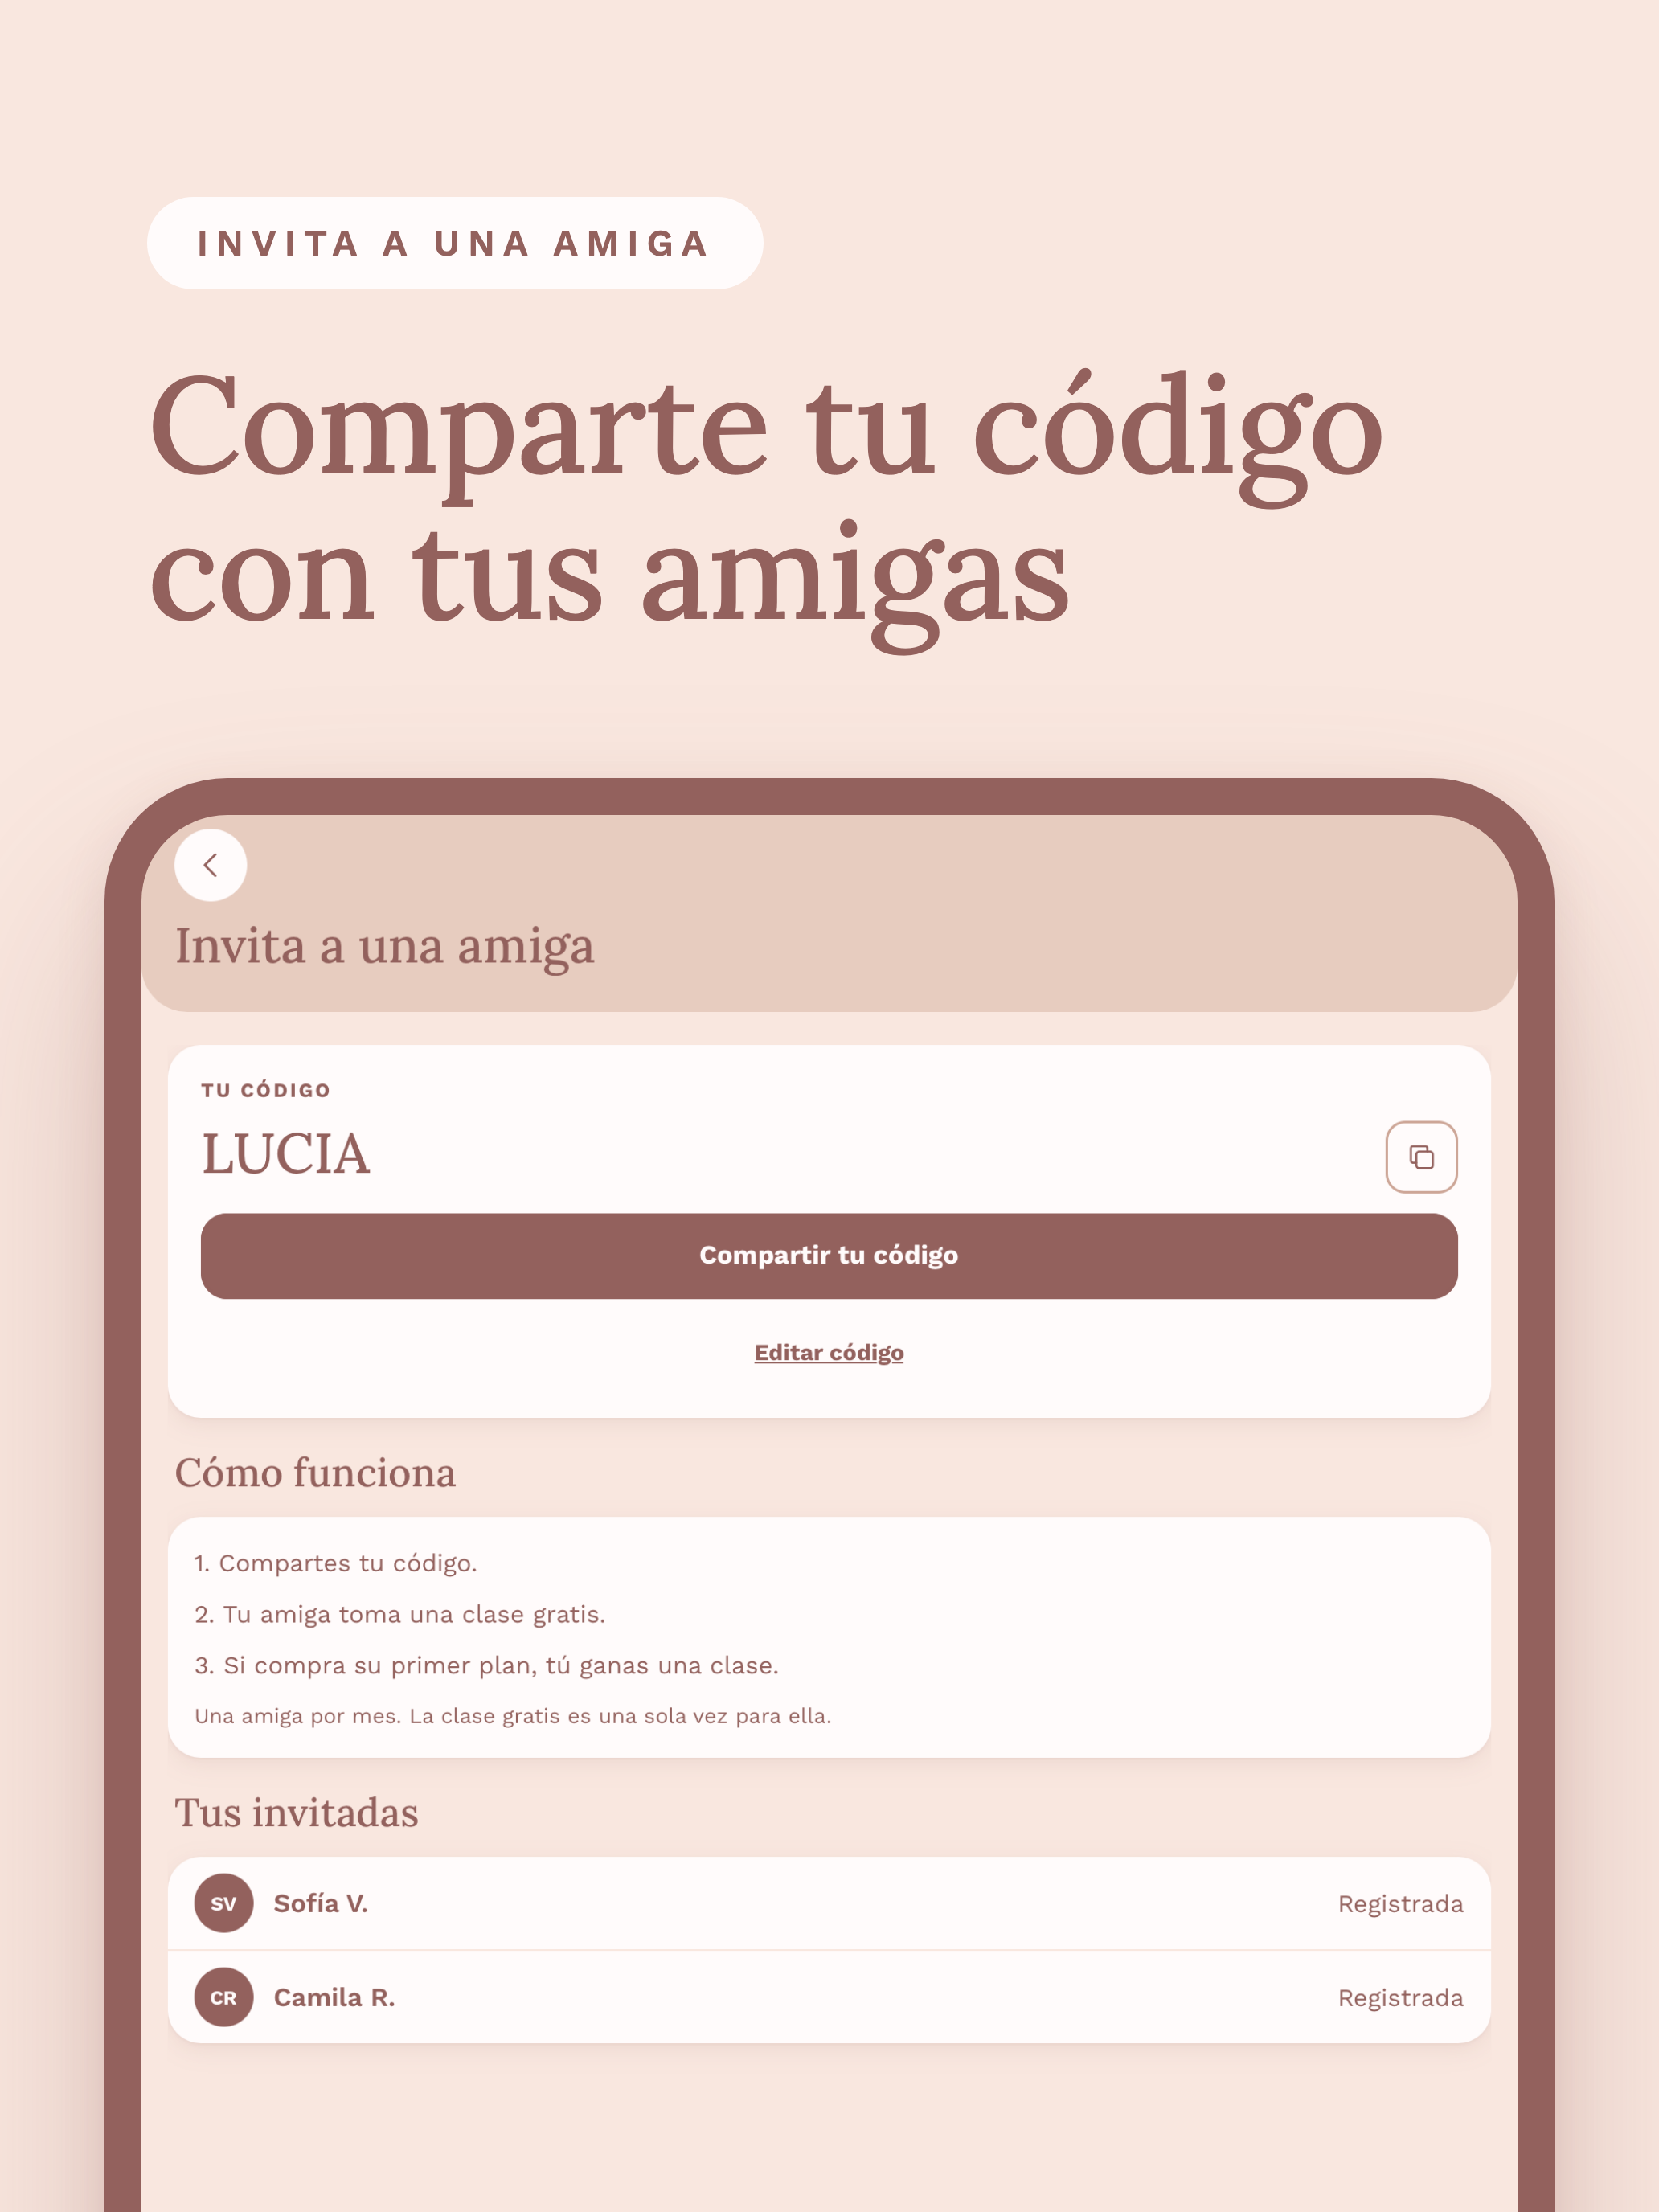 INVITA A UNA AMIGA
Comparte tu código
con tus amigas
Invita a una amiga
TU CÓDIGO
LUCIA
Compartir tu código
Editar código
Cómo funciona
1. Compartes tu código.
2. Tu amiga toma una clase gratis.
3. Si compra su primer plan, tú ganas una clase.
Una amiga por mes. La clase gratis es una sola vez para ella.
Tus invitadas
SV Sofía V. Registrada
CR Camila R. Registrada